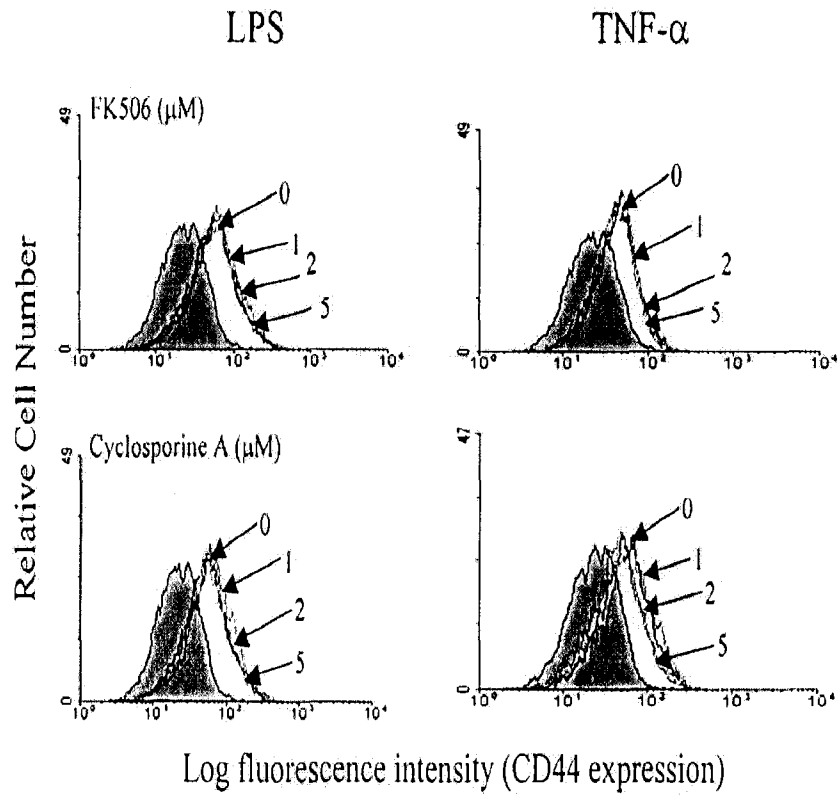 LPS TNF-α
FK506 (μM)
49
0
1
2
5
0
10⁰ 10¹ 10² 10³ 10⁴
49
0
1
2
5
0
10⁰ 10¹ 10² 10³ 10⁴
Relative Cell Number
Cyclosporine A (μM)
49
0
1
2
5
0
10⁰ 10¹ 10² 10³ 10⁴
47
0
1
2
5
0
10⁰ 10¹ 10² 10³ 10⁴
Log fluorescence intensity (CD44 expression)